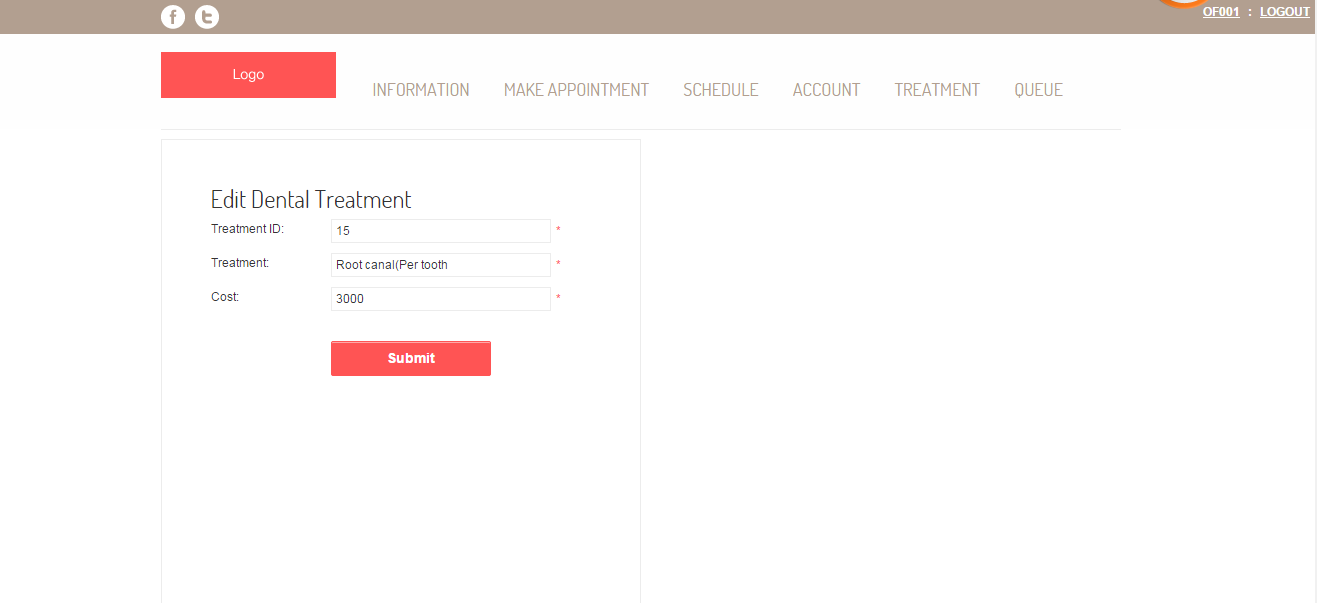 OF001 : LOGOUT
Logo
INFORMATION MAKE APPOINTMENT SCHEDULE ACCOUNT TREATMENT QUEUE
Edit Dental Treatment
Treatment ID: 15 *
Treatment: Root canal(Per tooth *
Cost: 3000 *
Submit